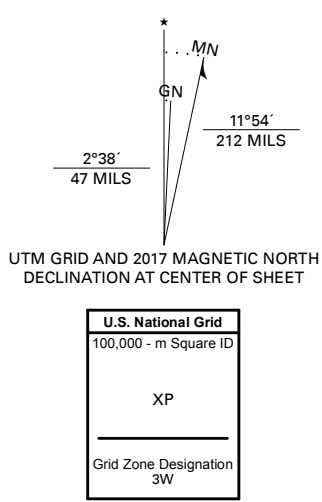 ★
MN
GN
11°54´
212 MILS
2°38´
47 MILS
UTM GRID AND 2017 MAGNETIC NORTH
DECLINATION AT CENTER OF SHEET
U.S. National Grid
100,000 - m Square ID
XP
Grid Zone Designation
3W